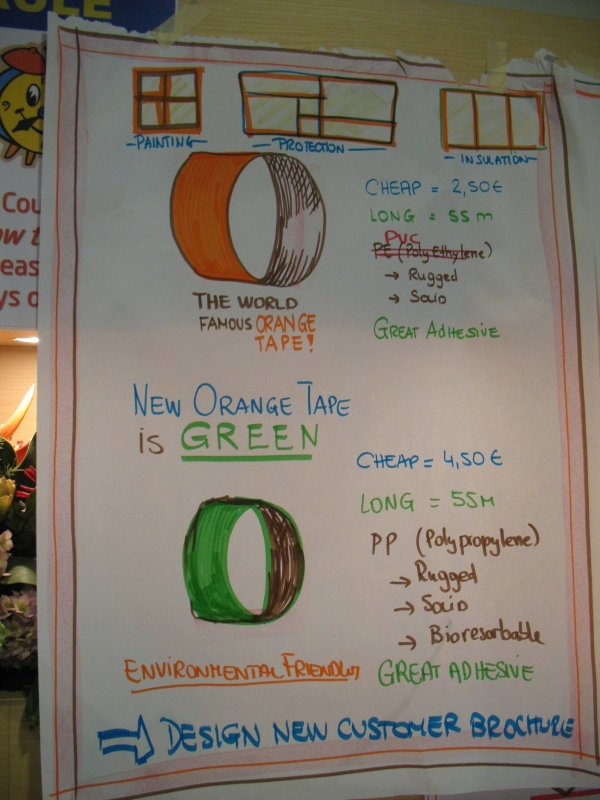 Cou
eas
ys o
-PAINTING-
-PROTECTION-
-INSULATION-
CHEAP = 2,50€
LONG = 55 m
PVC
PE (Polyethylene)
→ Rugged
→ SOLID
GREAT ADHESIVE
THE WORLD
FAMOUS ORANGE
TAPE!
NEW ORANGE TAPE
is GREEN
CHEAP = 4,50€
LONG = 55M
PP (Polypropylene)
→ Rugged
→ SOLID
→ Bioresorbable
ENVIRONMENTAL FRIENDLY
GREAT ADHESIVE
DESIGN NEW CUSTOMER BROCHURE